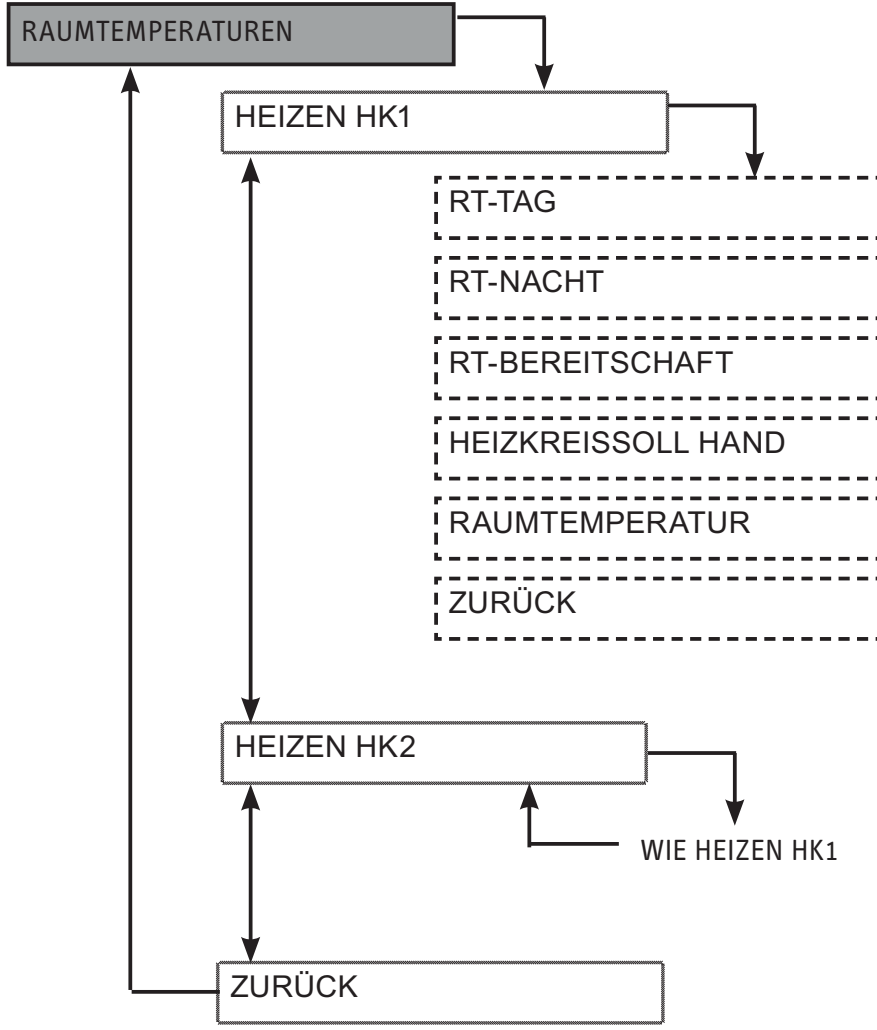 RAUMTEMPERATUREN
HEIZEN HK1
RT-TAG
RT-NACHT
RT-BEREITSCHAFT
HEIZKREISSOLL HAND
RAUMTEMPERATUR
ZURÜCK
HEIZEN HK2
WIE HEIZEN HK1
ZURÜCK